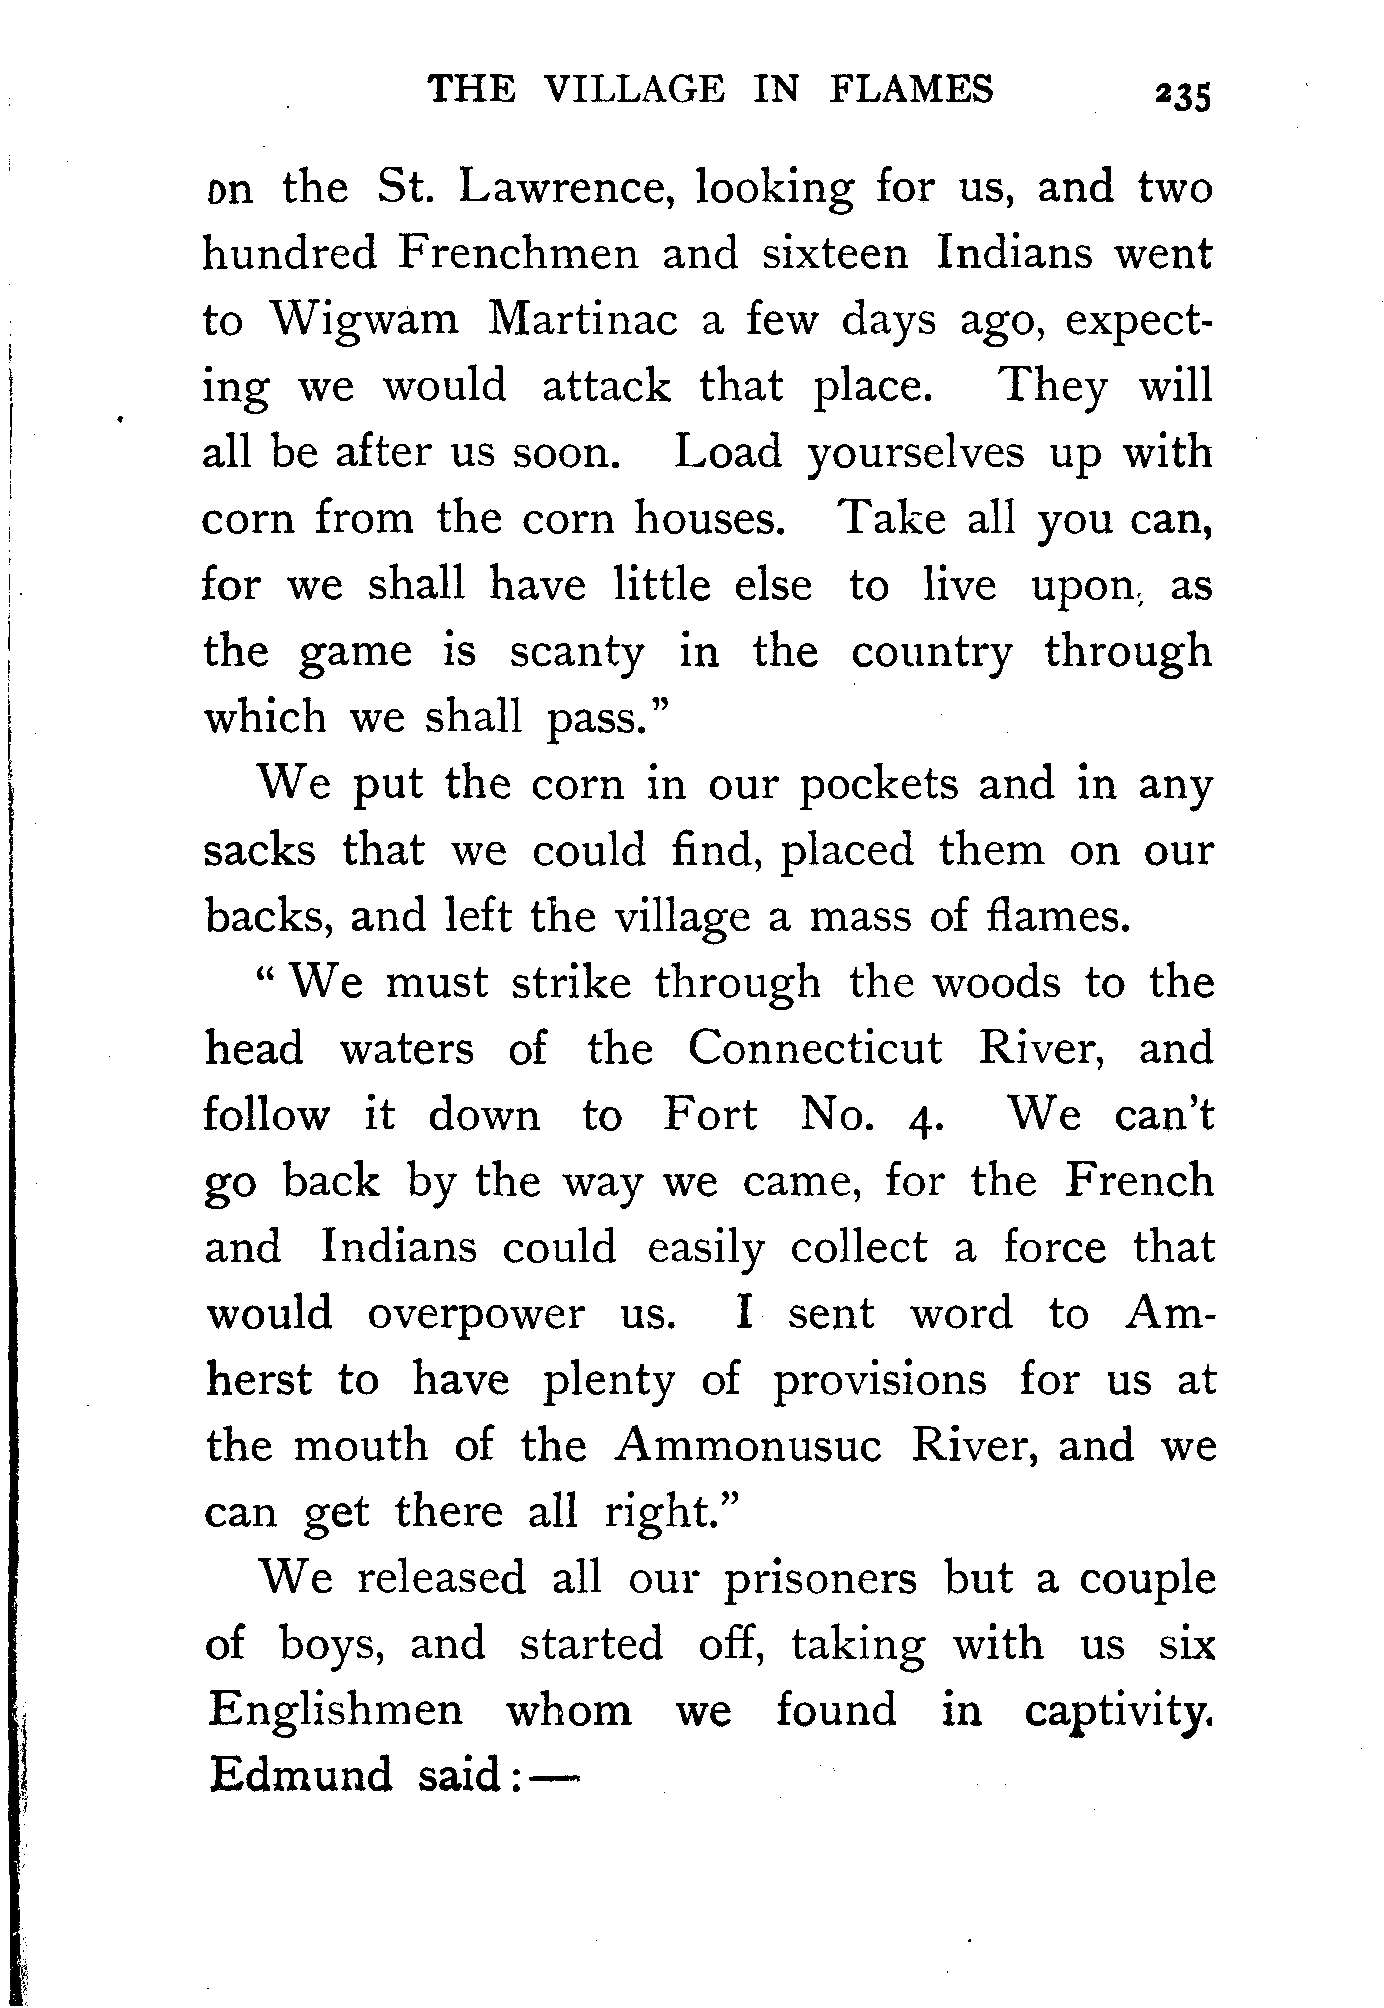 THE VILLAGE IN FLAMES 235
on the St. Lawrence, looking for us, and two
hundred Frenchmen and sixteen Indians went
to Wigwam Martinac a few days ago, expect-
ing we would attack that place. They will
all be after us soon. Load yourselves up with
corn from the corn houses. Take all you can,
for we shall have little else to live upon, as
the game is scanty in the country through
which we shall pass.”
We put the corn in our pockets and in any
sacks that we could find, placed them on our
backs, and left the village a mass of flames.
“ We must strike through the woods to the
head waters of the Connecticut River, and
follow it down to Fort No. 4. We can't
go back by the way we came, for the French
and Indians could easily collect a force that
would overpower us. I sent word to Am-
herst to have plenty of provisions for us at
the mouth of the Ammonusuc River, and we
can get there all right.”
We released all our prisoners but a couple
of boys, and started off, taking with us six
Englishmen whom we found in captivity.
Edmund said :—